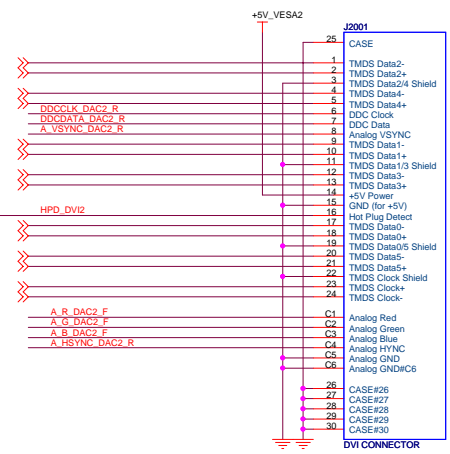 +5V_VESA2
J2001
25 CASE
1 TMDS Data2-
2 TMDS Data2+
3 TMDS Data2/4 Shield
4 TMDS Data4-
5 TMDS Data4+
DDCCLK_DAC2_R 6 DDC Clock
DDCDATA_DAC2_R 7 DDC Data
A_VSYNC_DAC2_R 8 Analog VSYNC
9 TMDS Data1-
10 TMDS Data1+
11 TMDS Data1/3 Shield
12 TMDS Data3-
13 TMDS Data3+
14 +5V Power
15 GND (for +5V)
HPD_DVI2 16 Hot Plug Detect
17 TMDS Data0-
18 TMDS Data0+
19 TMDS Data0/5 Shield
20 TMDS Data5-
21 TMDS Data5+
22 TMDS Clock Shield
23 TMDS Clock+
24 TMDS Clock-
A_R_DAC2_F C1 Analog Red
A_G_DAC2_F C2 Analog Green
A_B_DAC2_F C3 Analog Blue
A_HSYNC_DAC2_R C4 Analog HYNC
C5 Analog GND
C6 Analog GND#C6
26 CASE#26
27 CASE#27
28 CASE#28
29 CASE#29
30 CASE#30
DVI CONNECTOR